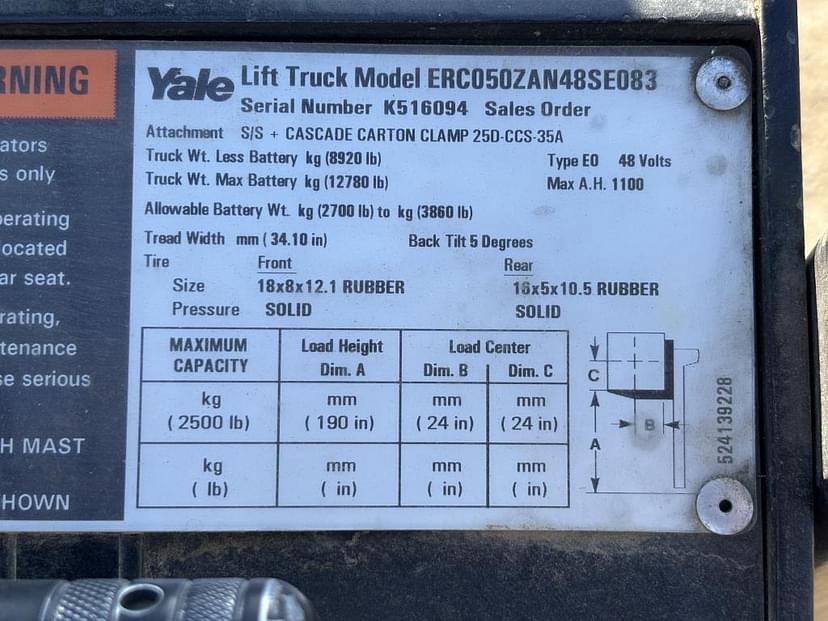 RNING
ators
s only
perating
located
ar seat.
rating,
tenance
se serious
H MAST
SHOWN
Yale Lift Truck Model ERC050ZAN48SE083
Serial Number K516094 Sales Order
Attachment S/S + CASCADE CARTON CLAMP 25D-CCS-35A
Truck Wt. Less Battery kg (8920 lb) Type EO 48 Volts
Truck Wt. Max Battery kg (12780 lb) Max A.H. 1100
Allowable Battery Wt. kg (2700 lb) to kg (3860 lb)
Tread Width mm (34.10 in) Back Tilt 5 Degrees
Tire Front Rear
Size 18x8x12.1 RUBBER 16x5x10.5 RUBBER
Pressure SOLID SOLID
MAXIMUM CAPACITY Load Height Dim. A Load Center Dim. B Dim. C
kg mm mm mm
(2500 lb) (190 in) (24 in) (24 in)
kg mm mm mm
( lb) ( in) ( in) ( in)
C
B
A
524139228